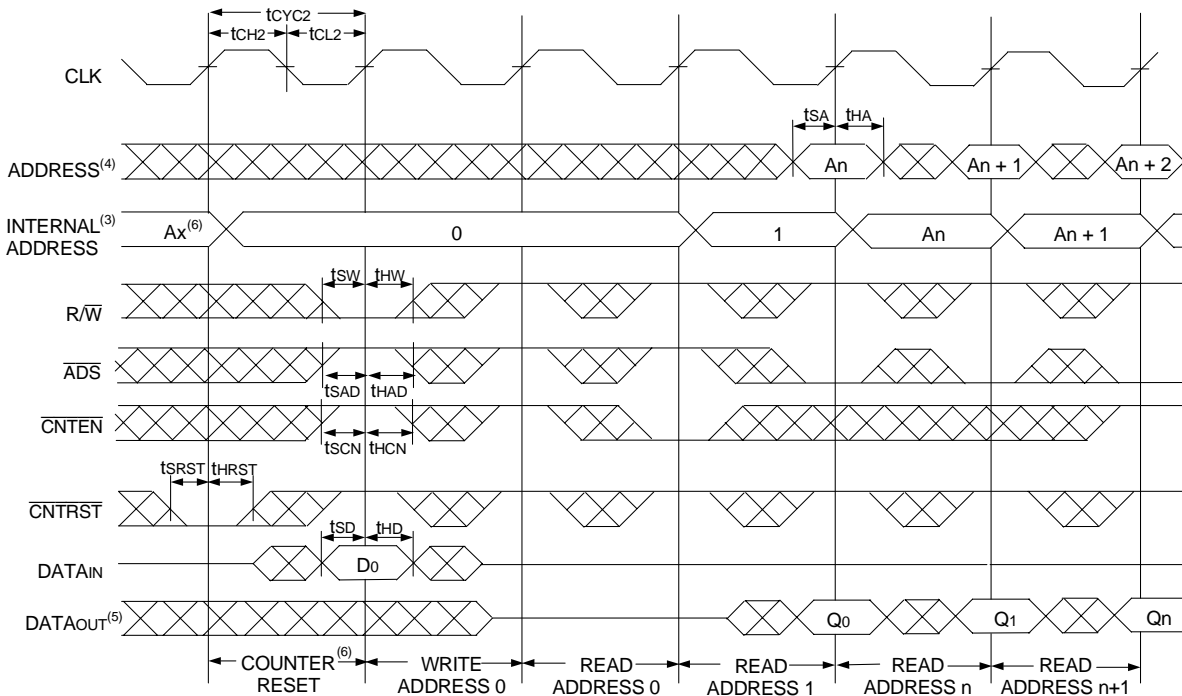 tCYC2
tCH2 tCL2
CLK
tSA tHA
ADDRESS(4) An An + 1 An + 2
INTERNAL(3) ADDRESS Ax(6) 0 1 An An + 1
tSW tHW
R/W
ADS
tSAD tHAD
CNTEN
tSCN tHCN
tSRST tHRST
CNTRST
tSD tHD
DATAIN D0
DATAOUT(5) Q0 Q1 Qn
COUNTER(6) WRITE READ READ READ READ
RESET ADDRESS 0 ADDRESS 0 ADDRESS 1 ADDRESS n ADDRESS n+1